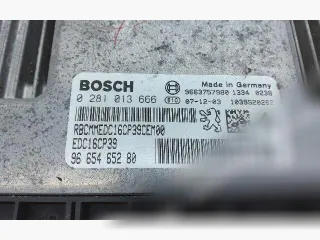 BOSCH
Made in Germany
0 281 013 666
9663757980 1334 0238
07-12-03 1039S20262
RBCMMEDC16CP39CEM00
EDC16CP39
96 654 652 80